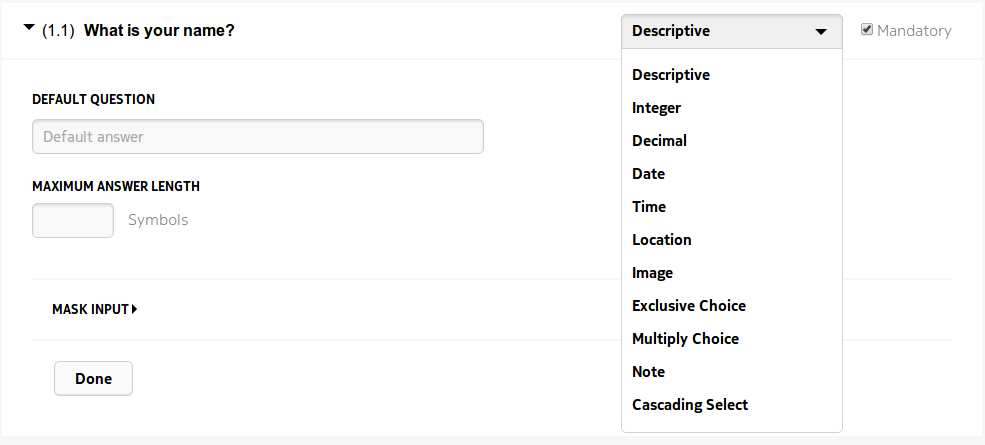 (1.1) What is your name?
Descriptive
Mandatory
DEFAULT QUESTION
Default answer
MAXIMUM ANSWER LENGTH
Symbols
MASK INPUT
Done
Descriptive
Integer
Decimal
Date
Time
Location
Image
Exclusive Choice
Multiply Choice
Note
Cascading Select